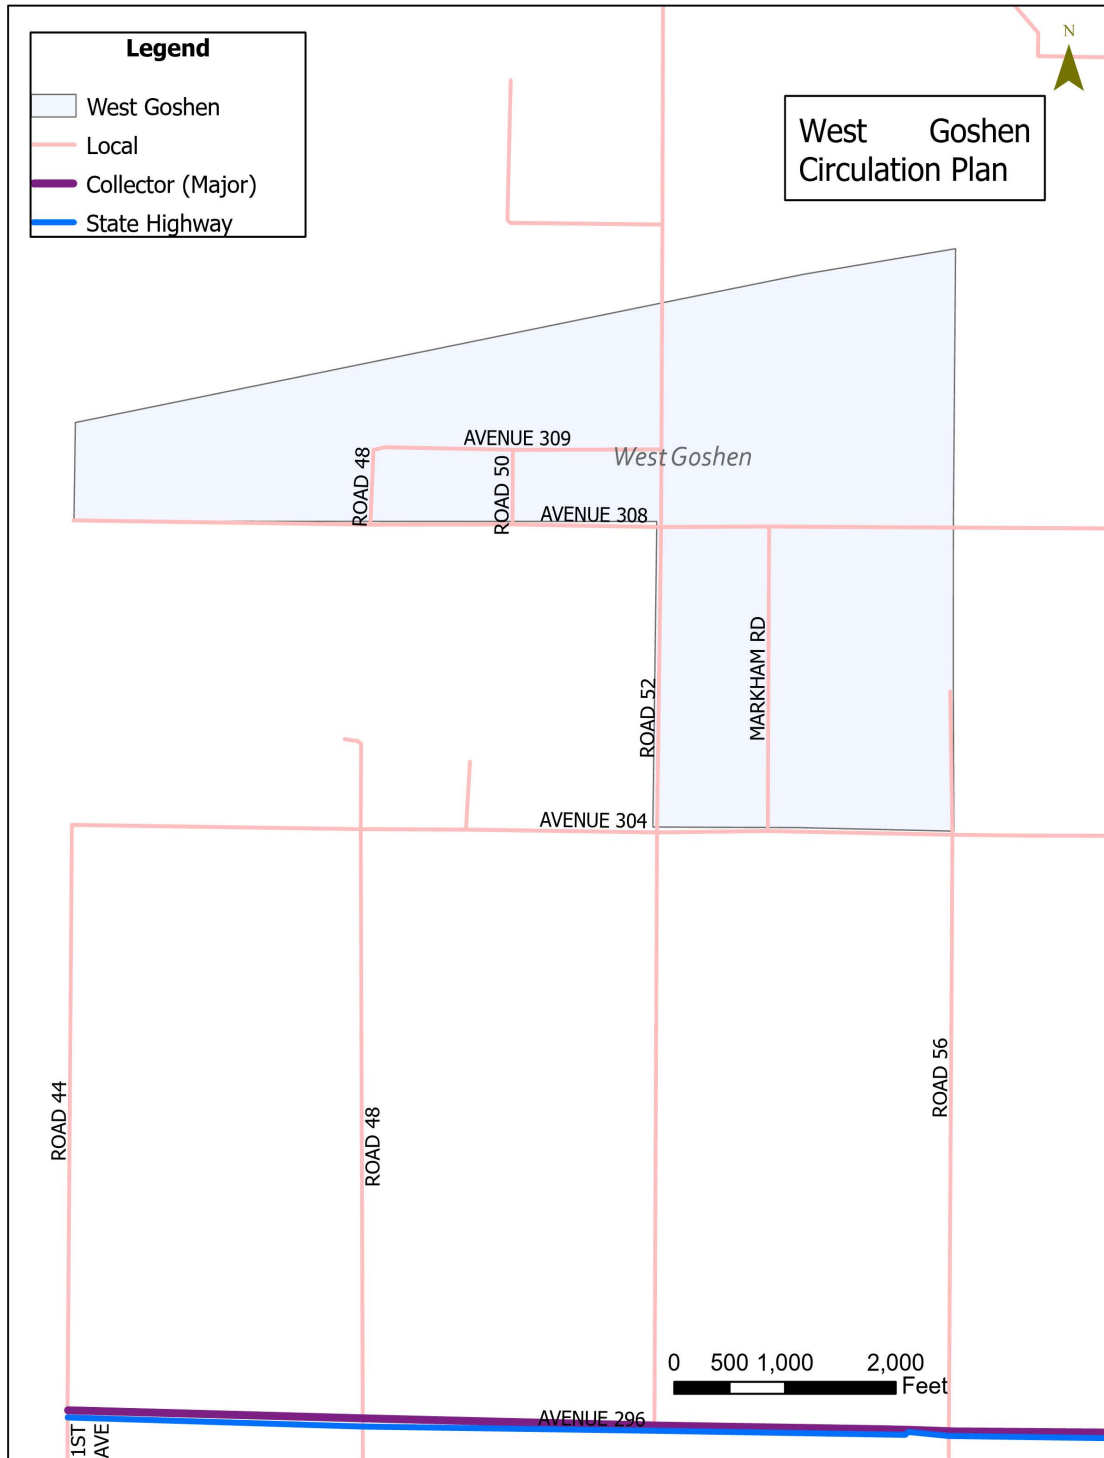 Legend
West Goshen
Local
Collector (Major)
State Highway
N
West Goshen
Circulation Plan
AVENUE 309
West Goshen
ROAD 48
ROAD 50
AVENUE 308
MARKHAM RD
ROAD 52
AVENUE 304
ROAD 56
ROAD 44
ROAD 48
0 500 1,000 2,000
Feet
AVENUE 296
1ST
AVE